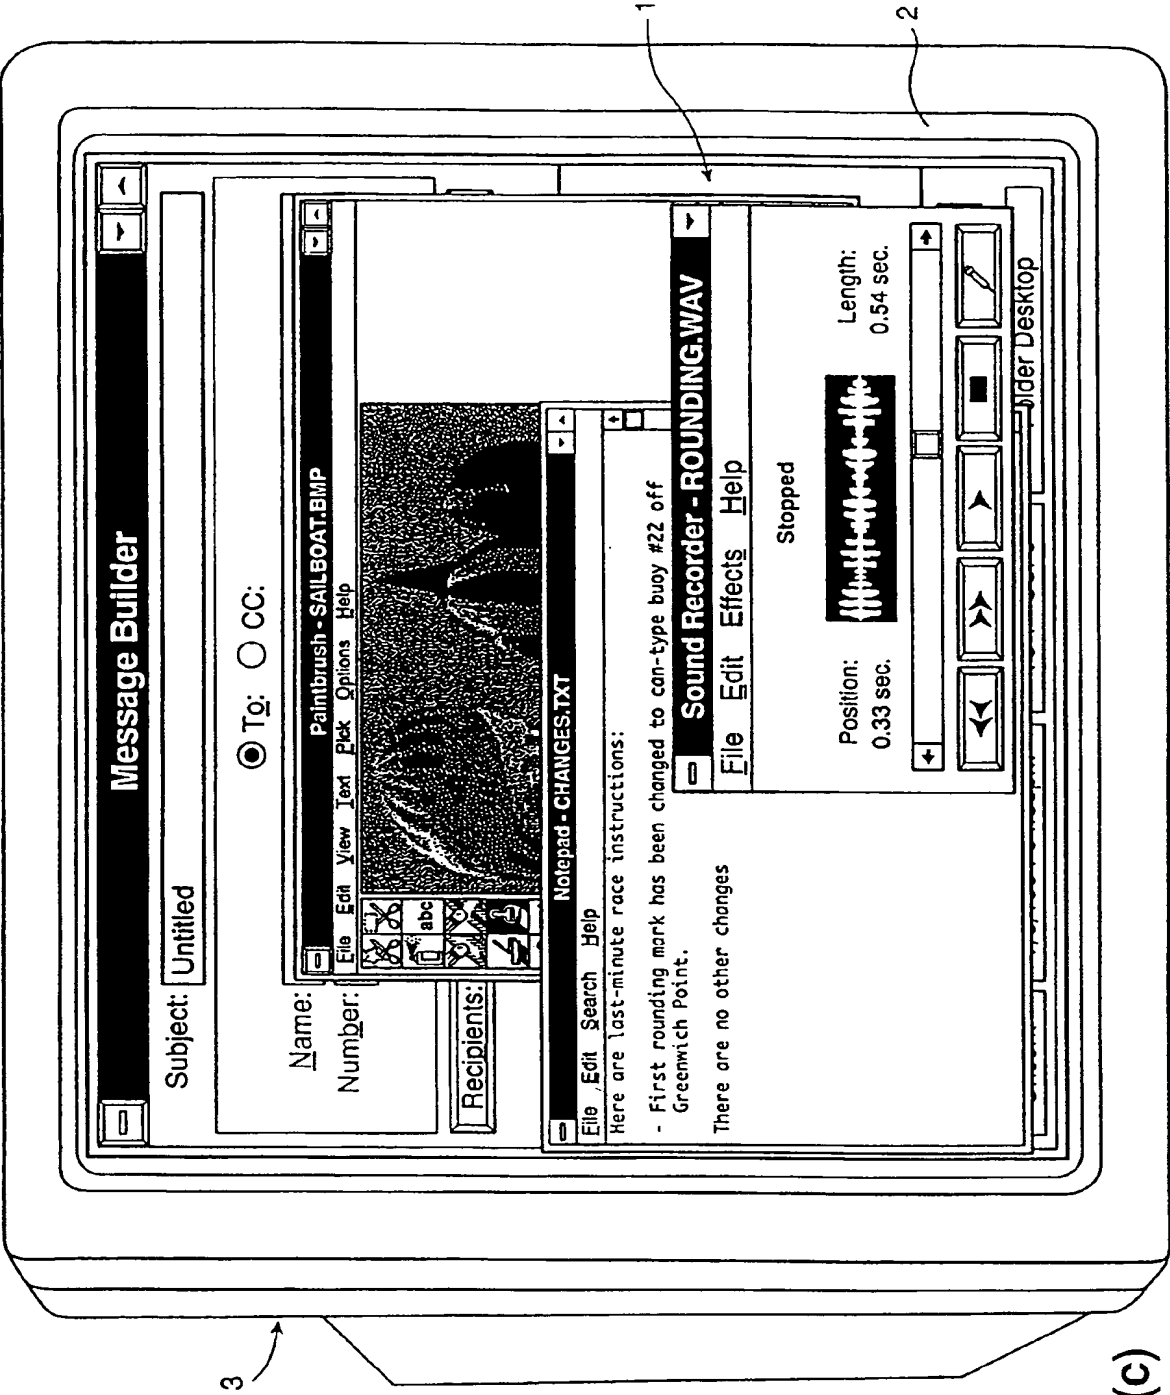 Message Builder
Subject: Untitled
To: CC:
Name:
Number:
Recipients:
Paintbrush - SAILBOAT.BMP
File Edit View Text Pick Options Help
abc
Notepad - CHANGES.TXT
File Edit Search Help
Here are last-minute race instructions:
- First rounding mark has been changed to can-type buoy #22 off
Greenwich Point.
There are no other changes
Sound Recorder - ROUNDING.WAV
File Edit Effects Help
Stopped
Position:
0.33 sec.
Length:
0.54 sec.
Desktop
1
2
3
(c)